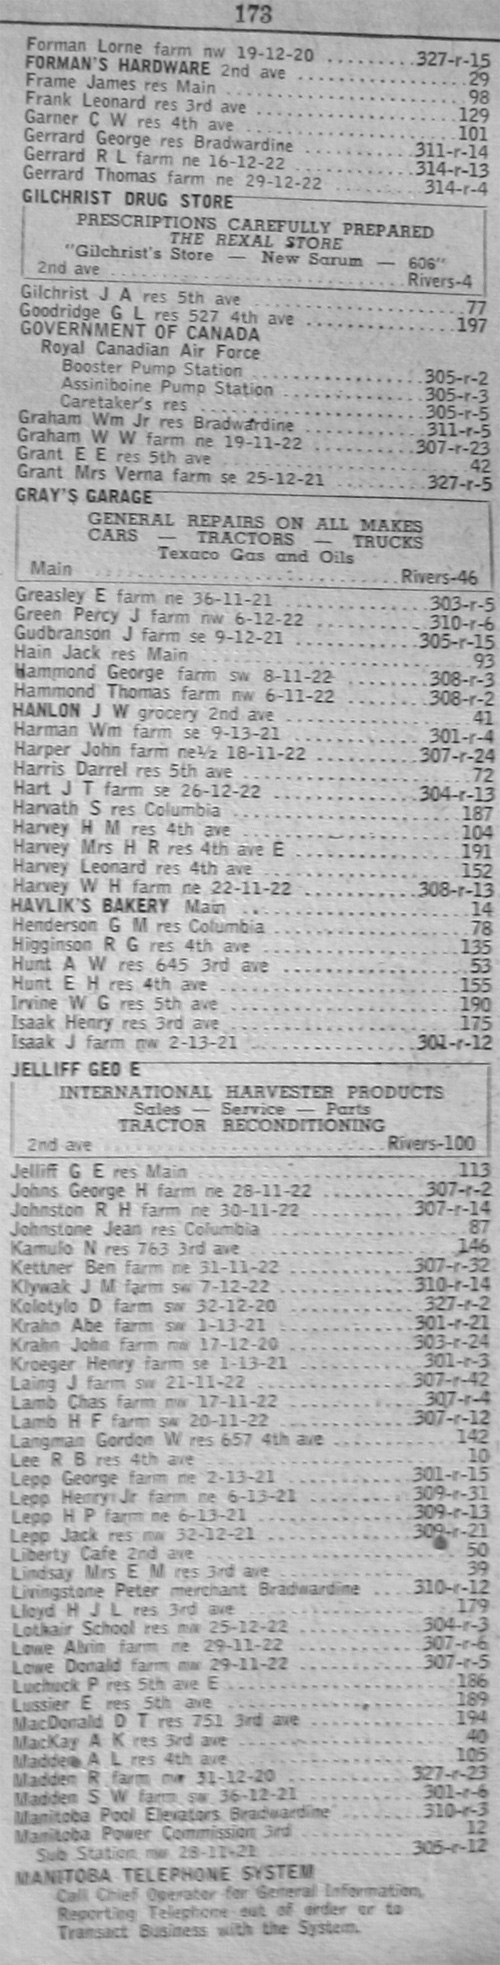 173
Forman Lorne farm nw 19-12-20 ..........327-r-15
FORMAN'S HARDWARE 2nd ave ..................29
Frame James res Main ........................98
Frank Leonard res 3rd ave ...................129
Garner C W res 4th ave ......................101
Gerrard George res Bradwardine ..........311-r-14
Gerrard R L farm ne 16-12-22 ............314-r-13
Gerrard Thomas farm ne 29-12-22 .........314-r-4
GILCHRIST DRUG STORE
PRESCRIPTIONS CAREFULLY PREPARED
THE REXAL STORE
"Gilchrist's Store — New Sarum — 606"
2nd ave ..............................Rivers-4
Gilchrist J A res 5th ave ....................77
Goodridge G L res 527 4th ave ..............197
GOVERNMENT OF CANADA
Royal Canadian Air Force
Booster Pump Station ..................305-r-2
Assiniboine Pump Station ..............305-r-3
Caretaker's res .......................305-r-5
Graham Wm Jr res Bradwardine ............311-r-5
Graham W W farm ne 19-11-22 ............307-r-23
Grant E E res 5th ave ........................42
Grant Mrs Verna farm se 25-12-21 ........327-r-5
GRAY'S GARAGE
GENERAL REPAIRS ON ALL MAKES
CARS — TRACTORS — TRUCKS
Texaco Gas and Oils
Main ................................Rivers-46
Greasley E farm ne 36-11-21 .............303-r-5
Green Percy J farm nw 6-12-22 ...........310-r-6
Gudbranson J farm se 9-12-21 ...........305-r-15
Hain Jack res Main ...........................93
Hammond George farm sw 8-11-22 ..........308-r-3
Hammond Thomas farm nw 6-11-22 ..........308-r-2
HANLON J W grocery 2nd ave ...................41
Harman Wm farm se 9-13-21 ...............301-r-4
Harper John farm ne½ 18-11-22 ..........307-r-24
Harris Darrel res 5th ave ....................72
Hart J T farm se 26-12-22 ..............304-r-13
Harvath S res Columbia ......................187
Harvey H M res 4th ave ......................104
Harvey Mrs H R res 4th ave E ................191
Harvey Leonard res 4th ave ..................152
Harvey W H farm ne 22-11-22 ............308-r-13
HAVLIK'S BAKERY Main .........................14
Henderson G M res Columbia ...................78
Higginson R G res 4th ave ...................135
Hunt A W res 645 3rd ave .....................53
Hunt E H res 4th ave ........................155
Irvine W G res 5th ave ......................190
Isaak Henry res 3rd ave .....................175
Isaak J farm nw 2-13-21 ................301-r-12
JELLIFF GEO E
INTERNATIONAL HARVESTER PRODUCTS
Sales — Service — Parts
TRACTOR RECONDITIONING
2nd ave ............................Rivers-100
Jelliff G E res Main ........................113
Johns George H farm ne 28-11-22 .........307-r-2
Johnston R H farm ne 30-11-22 ..........307-r-14
Johnstone Jean res Columbia ..................87
Kamulo N res 763 3rd ave ....................146
Kettner Ben farm ne 31-11-22 ...........307-r-32
Klywak J M farm sw 7-12-22 .............310-r-14
Kolotylo D farm sw 32-12-20 .............327-r-2
Krahn Abe farm sw 1-13-21 ..............301-r-21
Krahn John farm nw 17-12-20 ............303-r-24
Kroeger Henry farm se 1-13-21 ...........301-r-3
Laing J farm sw 21-11-22 ...............307-r-42
Lamb Chas farm nw 17-11-22 ..............307-r-4
Lamb H F farm sw 20-11-22 ..............307-r-12
Langman Gordon W res 657 4th ave ............142
Lee R B res 4th ave ..........................10
Lepp George farm ne 2-13-21 ............301-r-15
Lepp Henry Jr farm ne 6-13-21 ..........309-r-31
Lepp H P farm ne 6-13-21 ...............309-r-13
Lepp Jack res nw 32-12-21 ..............309-r-21
Liberty Cafe 2nd ave .........................50
Lindsay Mrs E M res 3rd ave ..................39
Livingstone Peter merchant Bradwardine ....310-r-12
Lloyd H J L res 3rd ave .....................179
Lothair School res nw 25-12-22 ..........304-r-3
Lowe Alvin farm ne 29-11-22 .............307-r-6
Lowe Donald farm nw 29-11-22 ............307-r-5
Luchuck P res 5th ave E .....................186
Lussier E res 5th ave .......................189
MacDonald D T res 751 3rd ave ...............194
MacKay A K res 3rd ave .......................40
Madden A L res 4th ave ......................105
Madden R farm nw 31-12-20 ..............327-r-23
Madden S W farm sw 36-12-21 .............301-r-6
Manitoba Pool Elevators Bradwardine .....310-r-3
Manitoba Power Commission 3rd ................12
Sub Station nw 28-11-21 ..............305-r-12
MANITOBA TELEPHONE SYSTEM
Call Chief Operator for General Information,
Reporting Telephone out of order or to
Transact Business with the System.